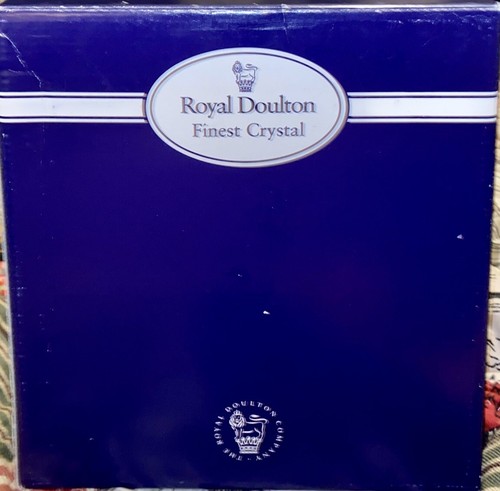 Royal Doulton
Finest Crystal
THE ROYAL DOULTON COMPANY